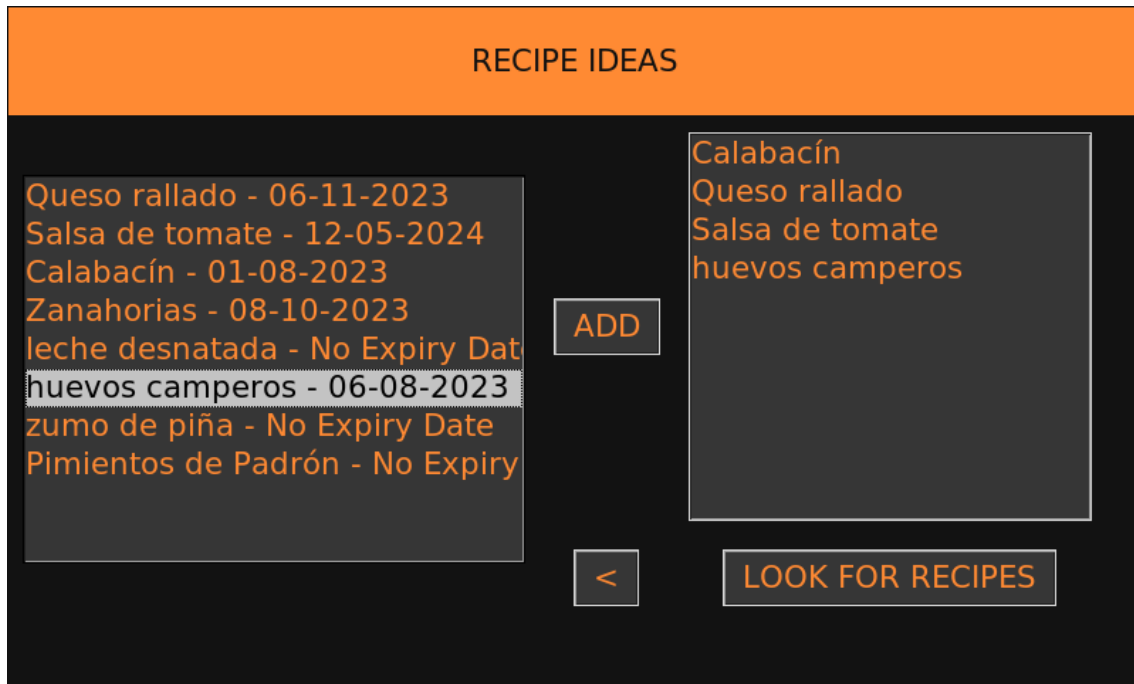 RECIPE IDEAS
Queso rallado - 06-11-2023
Salsa de tomate - 12-05-2024
Calabacín - 01-08-2023
Zanahorias - 08-10-2023
leche desnatada - No Expiry Dat
huevos camperos - 06-08-2023
zumo de piña - No Expiry Date
Pimientos de Padrón - No Expiry
ADD
Calabacín
Queso rallado
Salsa de tomate
huevos camperos
<
LOOK FOR RECIPES